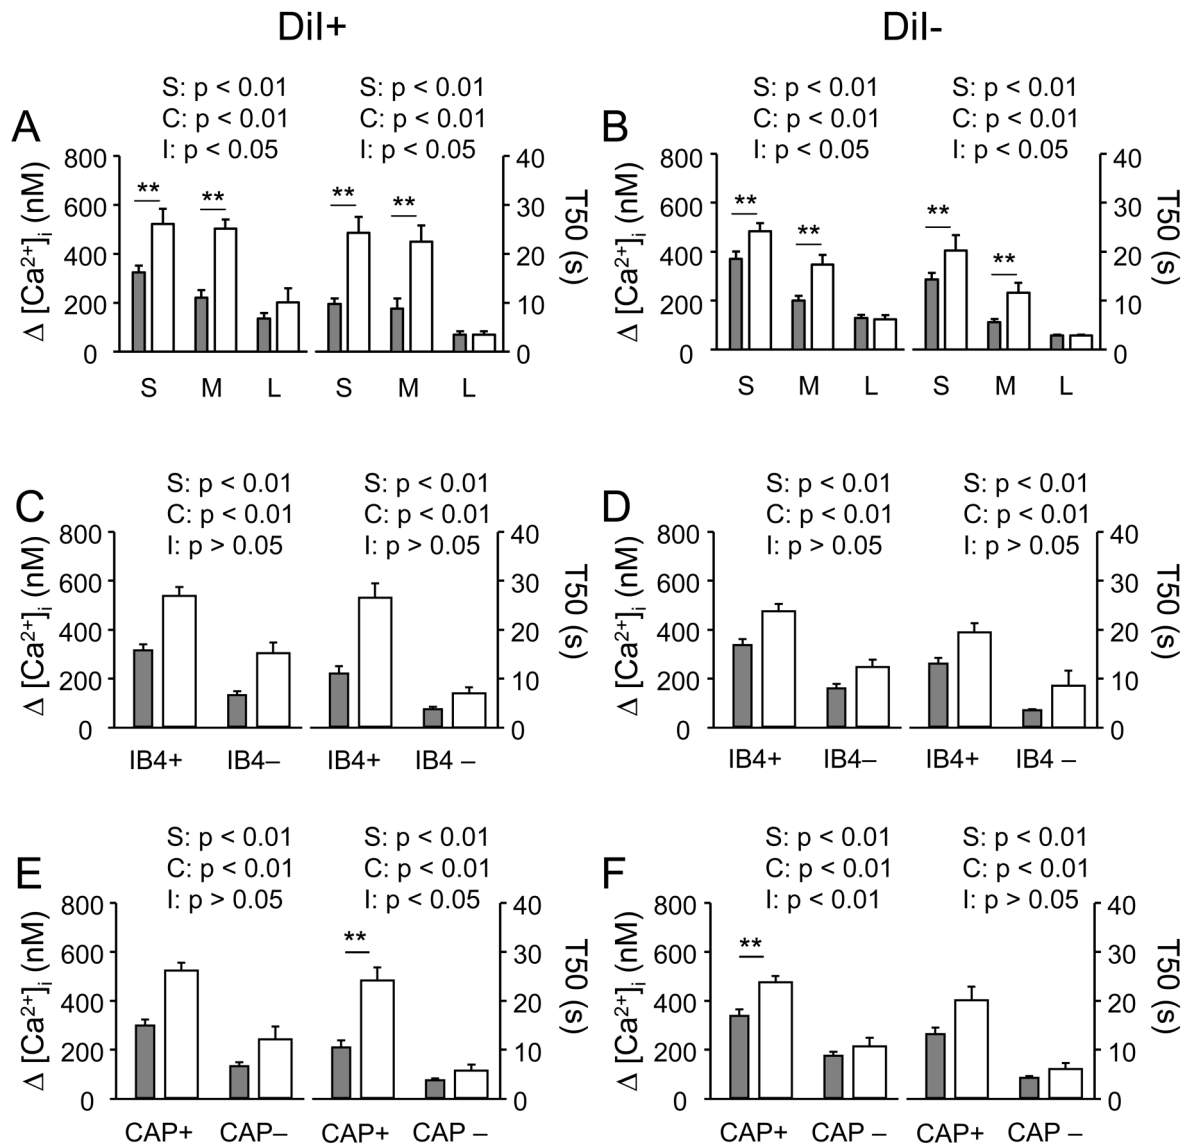 DiI+
DiI-
A
S: p < 0.01
C: p < 0.01
I: p < 0.05
S: p < 0.01
C: p < 0.01
I: p < 0.05
Δ [Ca²⁺]ᵢ (nM)
800
600
400
200
0
** ** ** **
S M L S M L
40
30
20
10
0
T50 (s)
B
S: p < 0.01
C: p < 0.01
I: p < 0.05
S: p < 0.01
C: p < 0.01
I: p < 0.05
Δ [Ca²⁺]ᵢ (nM)
800
600
400
200
0
** ** ** **
S M L S M L
40
30
20
10
0
T50 (s)
C
S: p < 0.01
C: p < 0.01
I: p > 0.05
S: p < 0.01
C: p < 0.01
I: p > 0.05
Δ [Ca²⁺]ᵢ (nM)
800
600
400
200
0
IB4+ IB4– IB4+ IB4 –
40
30
20
10
0
T50 (s)
D
S: p < 0.01
C: p < 0.01
I: p > 0.05
S: p < 0.01
C: p < 0.01
I: p > 0.05
Δ [Ca²⁺]ᵢ (nM)
800
600
400
200
0
IB4+ IB4– IB4+ IB4 –
40
30
20
10
0
T50 (s)
E
S: p < 0.01
C: p < 0.01
I: p > 0.05
S: p < 0.01
C: p < 0.01
I: p < 0.05
Δ [Ca²⁺]ᵢ (nM)
800
600
400
200
0
**
CAP+ CAP– CAP+ CAP –
40
30
20
10
0
T50 (s)
F
S: p < 0.01
C: p < 0.01
I: p < 0.01
S: p < 0.01
C: p < 0.01
I: p > 0.05
Δ [Ca²⁺]ᵢ (nM)
800
600
400
200
0
**
CAP+ CAP – CAP+ CAP –
40
30
20
10
0
T50 (s)